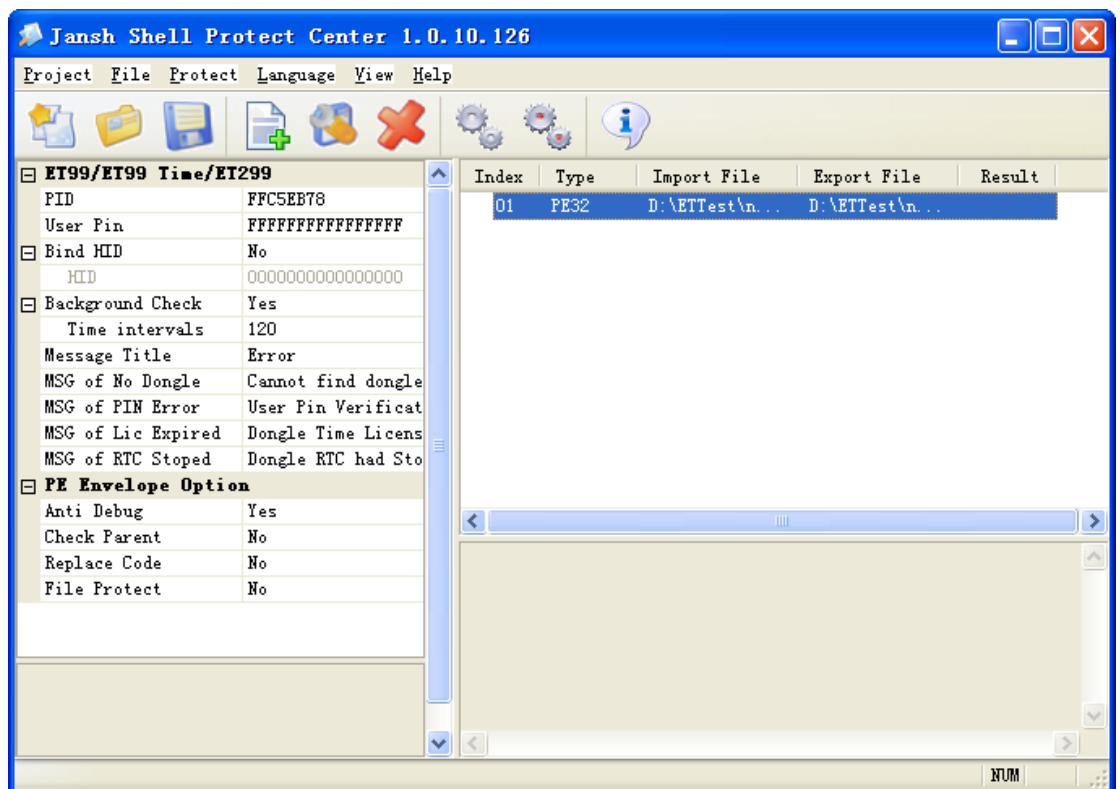 Jansh Shell Protect Center 1.0.10.126
Project File Protect Language View Help
ET99/ET99 Time/ET299
PID FFC5EB78
User Pin FFFFFFFFFFFFFFFF
Bind HID No
HID 0000000000000000
Background Check Yes
Time intervals 120
Message Title Error
MSG of No Dongle Cannot find dongle
MSG of PIN Error User Pin Verificat
MSG of Lic Expired Dongle Time Licens
MSG of RTC Stoped Dongle RTC had Sto
PE Envelope Option
Anti Debug Yes
Check Parent No
Replace Code No
File Protect No
Index Type Import File Export File Result
01 PE32 D:\ETTest\n... D:\ETTest\n...
NUM